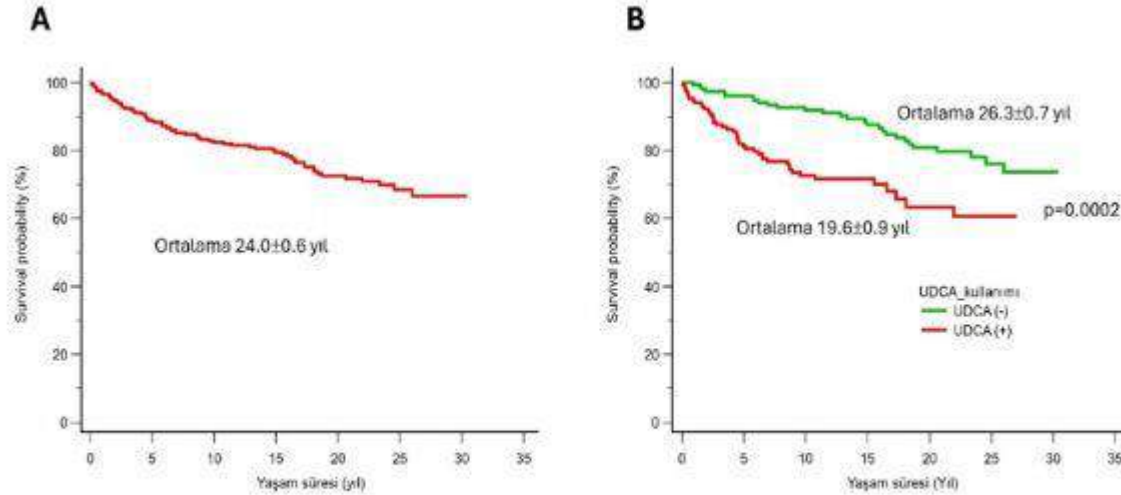 A
Survival probability (%)
100
80
60
40
20
0
Ortalama 24.0±0.6 yıl
0 5 10 15 20 25 30 35
Yaşam süresi (yıl)
B
Survival probability (%)
100
80
60
40
20
0
Ortalama 26.3±0.7 yıl
p=0.0002
Ortalama 19.6±0.9 yıl
UDCA_kullanımı
UDCA (-)
UDCA (+)
0 5 10 15 20 25 30 35
Yaşam süresi (Yıl)